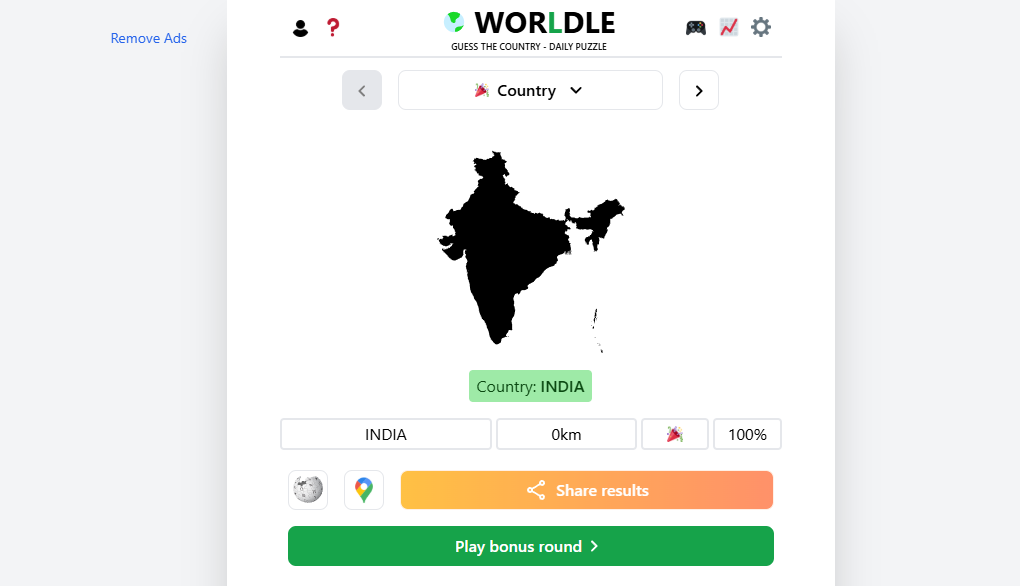 Remove Ads
WORLDLE
GUESS THE COUNTRY - DAILY PUZZLE
Country
Country: INDIA
INDIA 0km 100%
Share results
Play bonus round